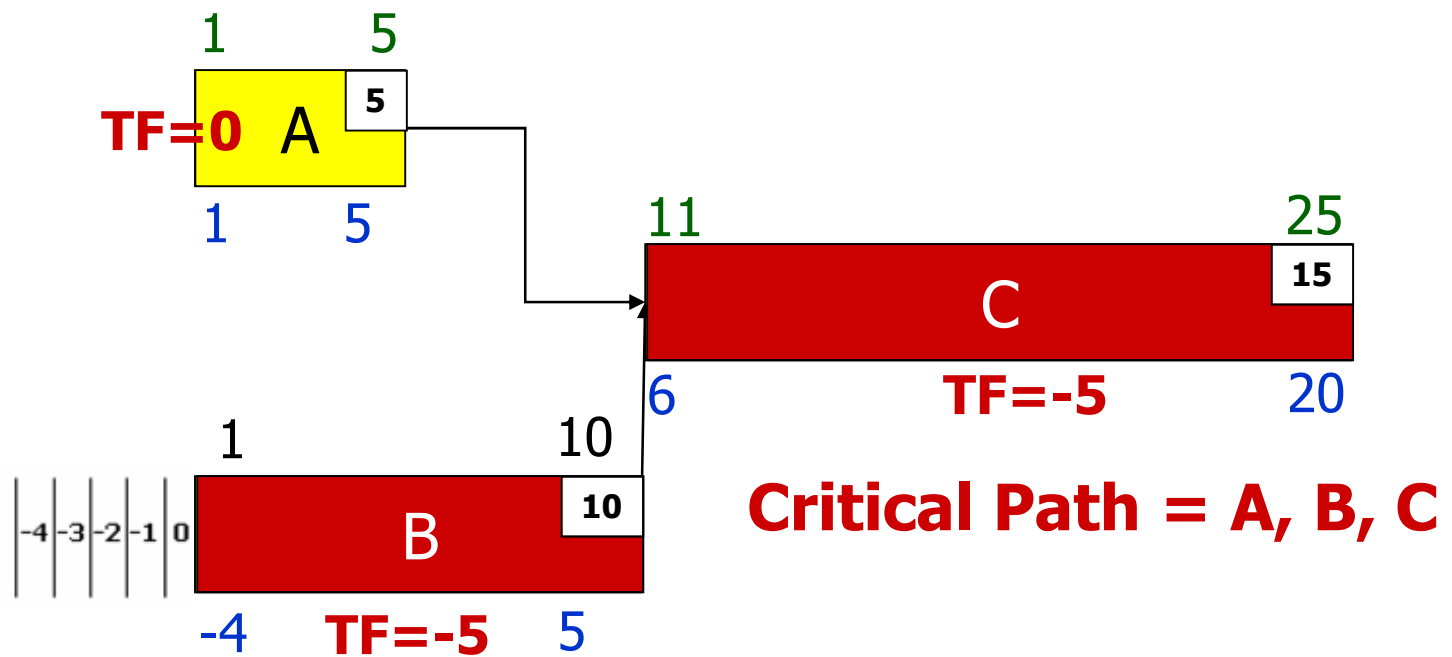 1 5
TF=0 A 5
1 5
11 25
C 15
6 TF=-5 20
1 10
-4 -3 -2 -1 0 B 10
Critical Path = A, B, C
-4 TF=-5 5